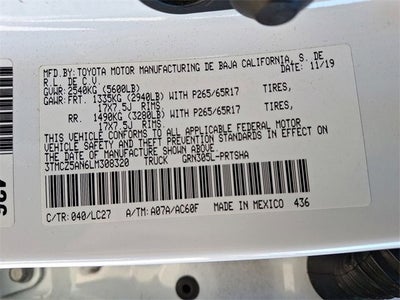 MFD.BY:TOYOTA MOTOR MANUFACTURING DE BAJA CALIFORNIA, S. DE
R.L. DE C.V. 11/19
GVWR:2540KG (5600LB)
GAWR:FRT. 1335KG (2940LB) WITH P265/65R17 TIRES,
17X7.5J RIMS,
RR. 1490KG (3280LB) WITH P265/65R17 TIRES,
17X7.5J RIMS.
THIS VEHICLE CONFORMS TO ALL APPLICABLE FEDERAL MOTOR
VEHICLE SAFETY AND THEFT PREVENTION STANDARDS IN
EFFECT ON THE DATE OF MANUFACTURE SHOWN ABOVE.
3TMCZ5AN6LM308320 TRUCK GRN305L-PRTSHA
C/TR: 040/LC27 A/TM: A07A/AC60F MADE IN MEXICO 436